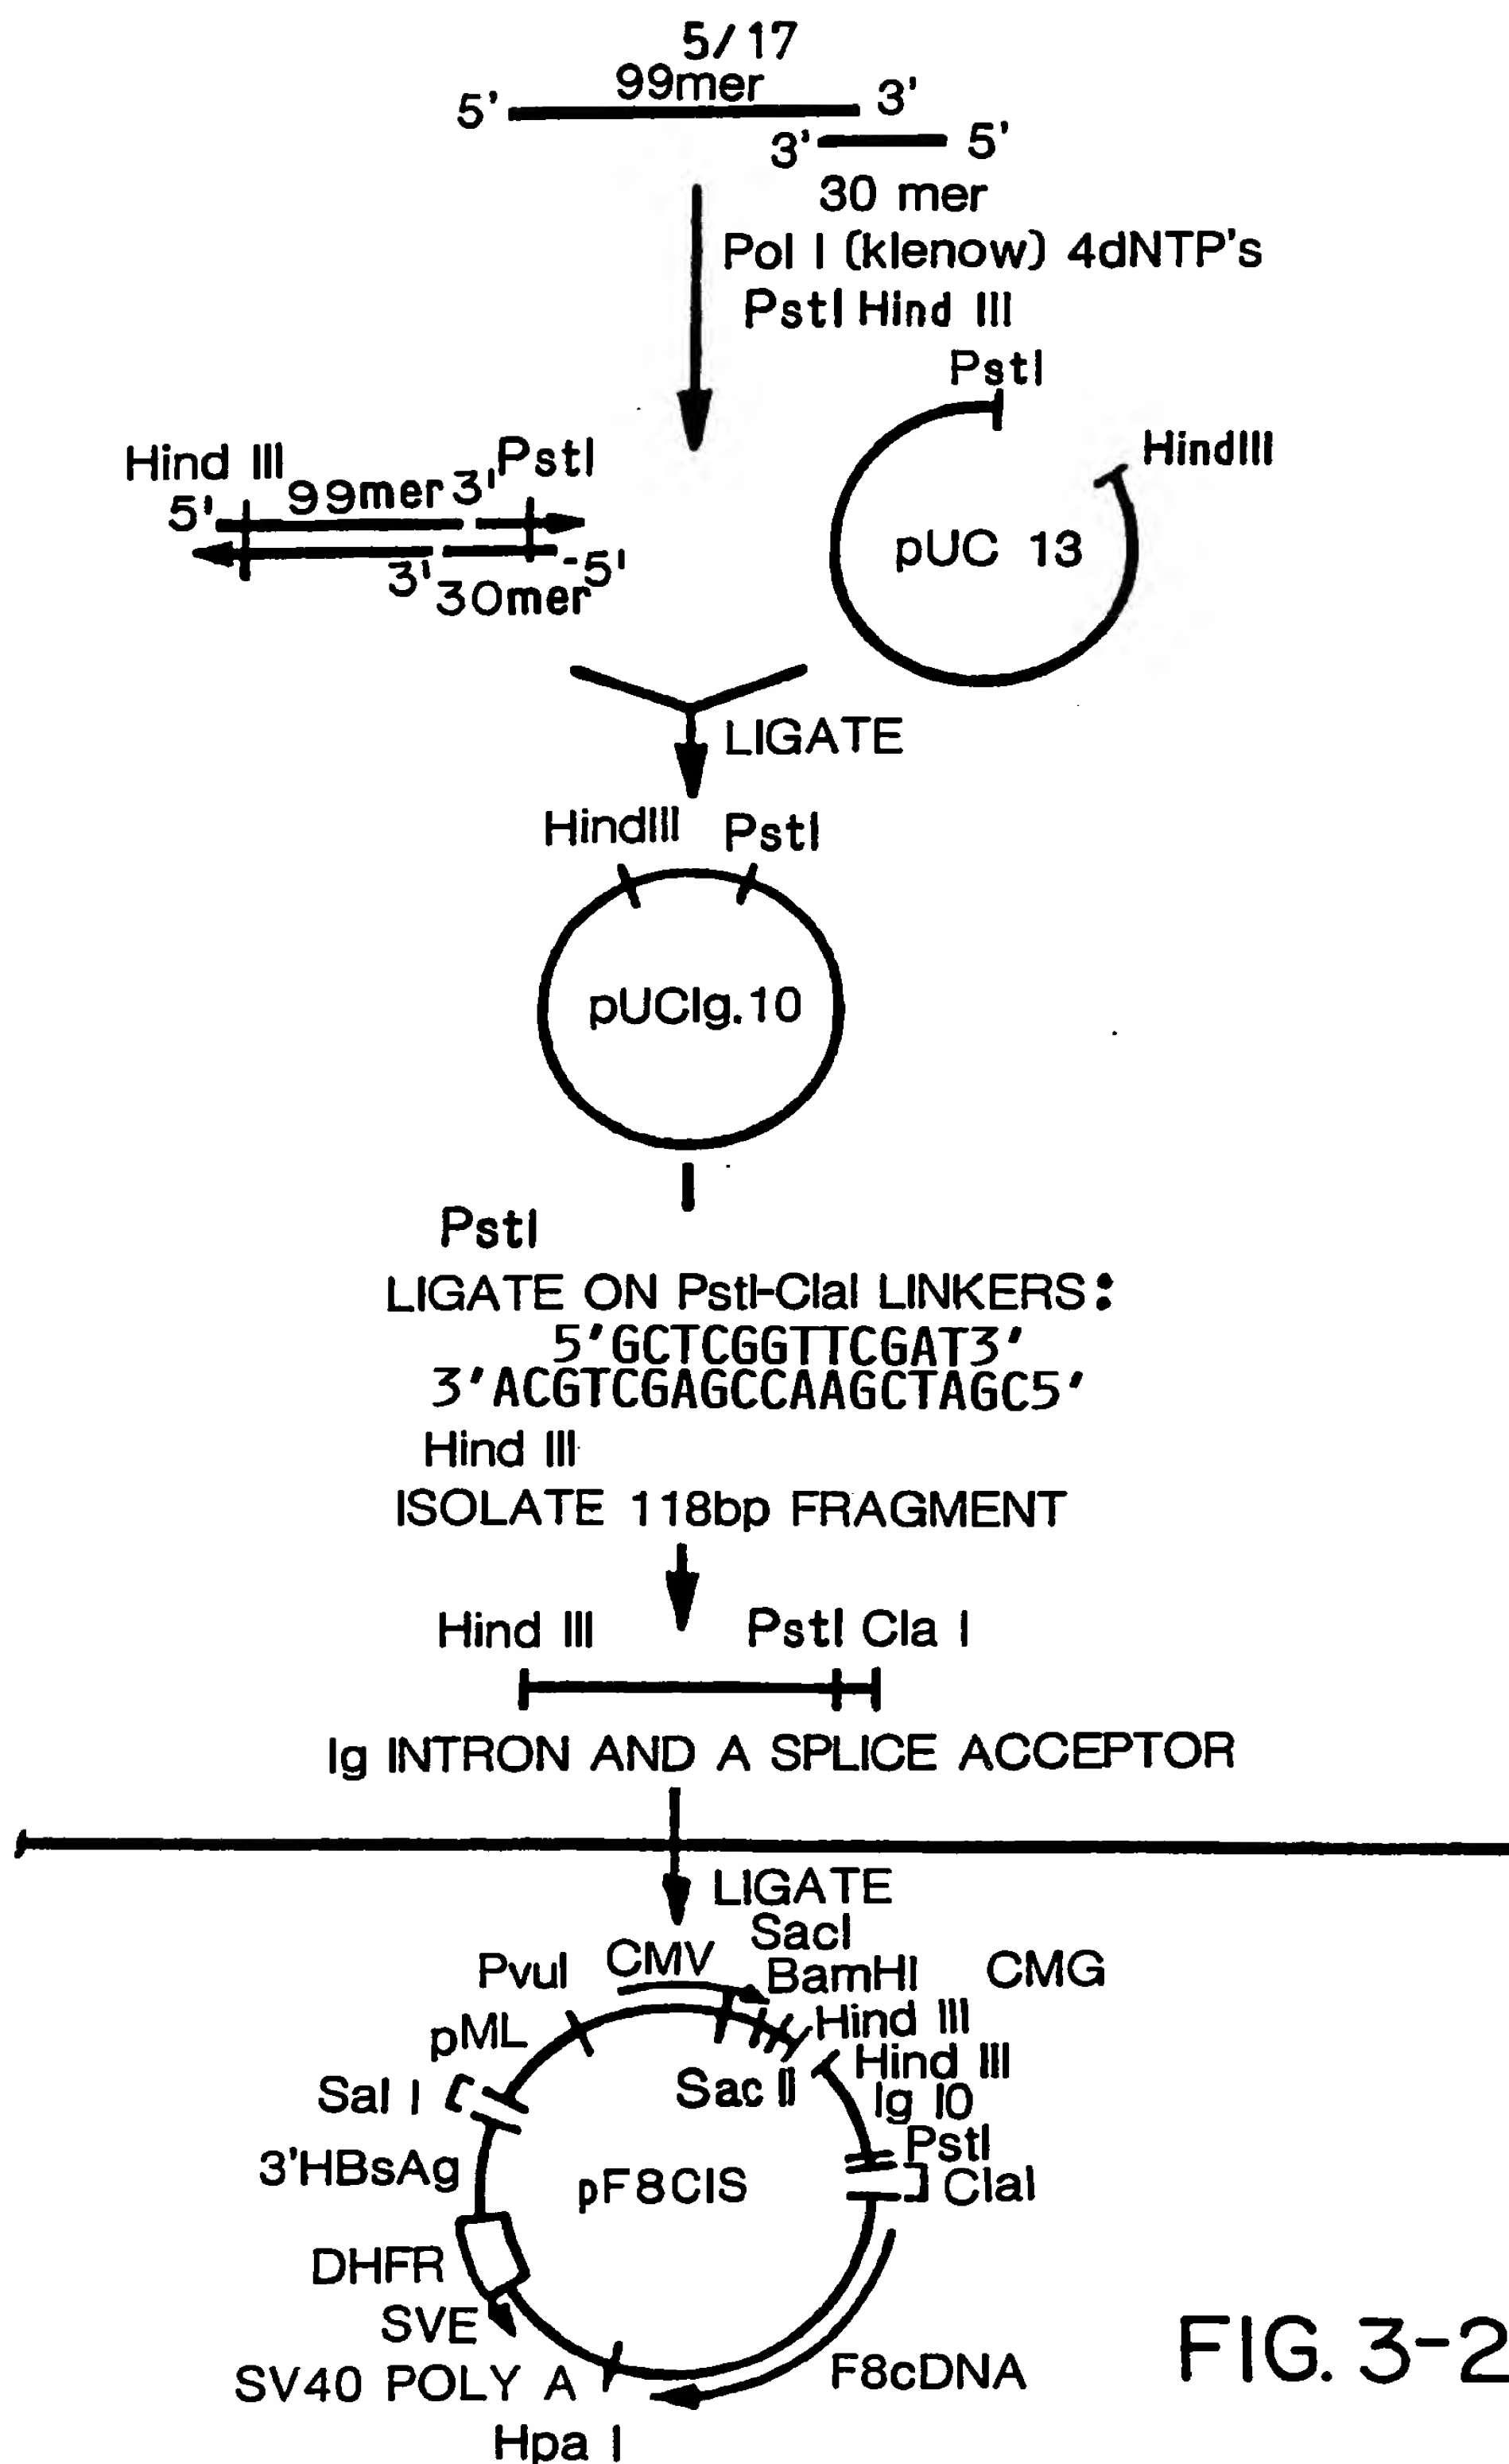 5/17
99mer
5' 3'
3' 5'
30 mer
Pol I (klenow) 4dNTP's
PstI Hind III
PstI
HindIII
pUC 13
Hind III PstI
5' 99mer 3'
3' 30mer -5'
LIGATE
HindIII PstI
pUCIg.10
PstI
LIGATE ON PstI-ClaI LINKERS:
5'GCTCGGTTCGAT3'
3'ACGTCGAGCCAAGCTAGC5'
Hind III
ISOLATE 118bp FRAGMENT
Hind III PstI Cla I
Ig INTRON AND A SPLICE ACCEPTOR
LIGATE
SacI
PvuI CMV BamHI CMG
pML Hind III
Hind III
Sal I Sac II Ig 10
PstI
3'HBsAg pF8CIS ClaI
DHFR
SVE
SV40 POLY A F8cDNA
Hpa I
FIG. 3-2